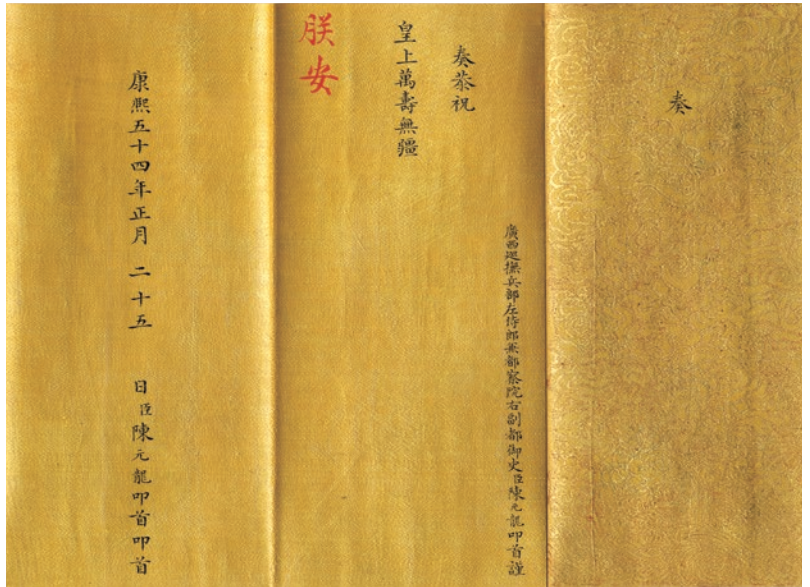 奏
廣西巡撫兵部左侍郎兼都察院右副都御史臣陳元龍叩首謹
奏恭祝
皇上萬壽無疆
朕安
康熙五十四年正月二十五日臣陳元龍叩首叩首